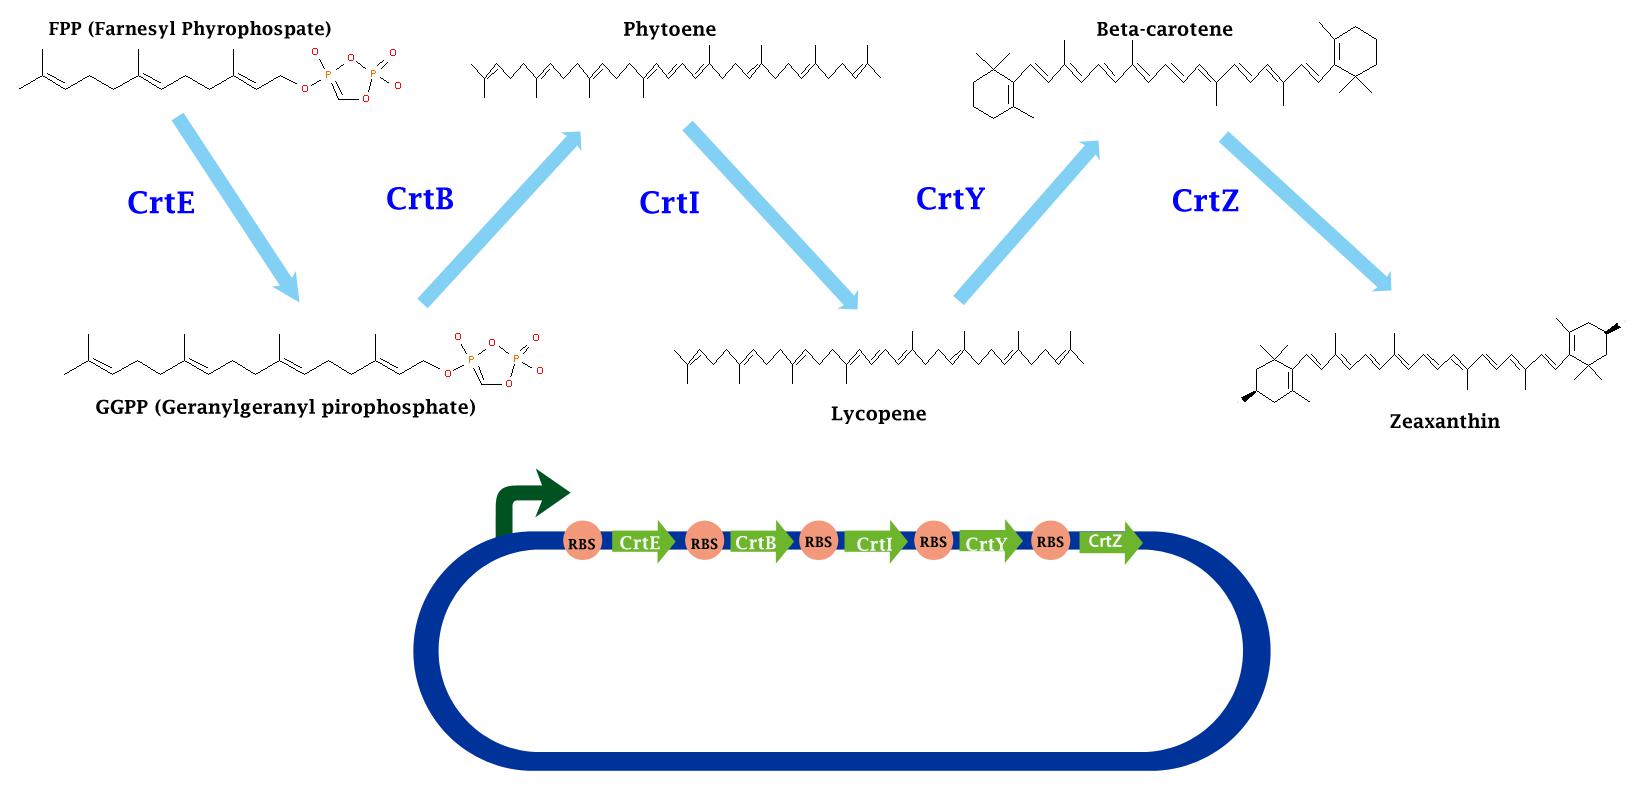 FPP (Farnesyl Phyrophospate)
Phytoene
Beta-carotene
O O O P P O O O
CrtE
CrtB
CrtI
CrtY
CrtZ
O O O P P O O O
GGPP (Geranylgeranyl pirophosphate)
Lycopene
Zeaxanthin
RBS CrtE RBS CrtB RBS CrtI RBS CrtY RBS CrtZ